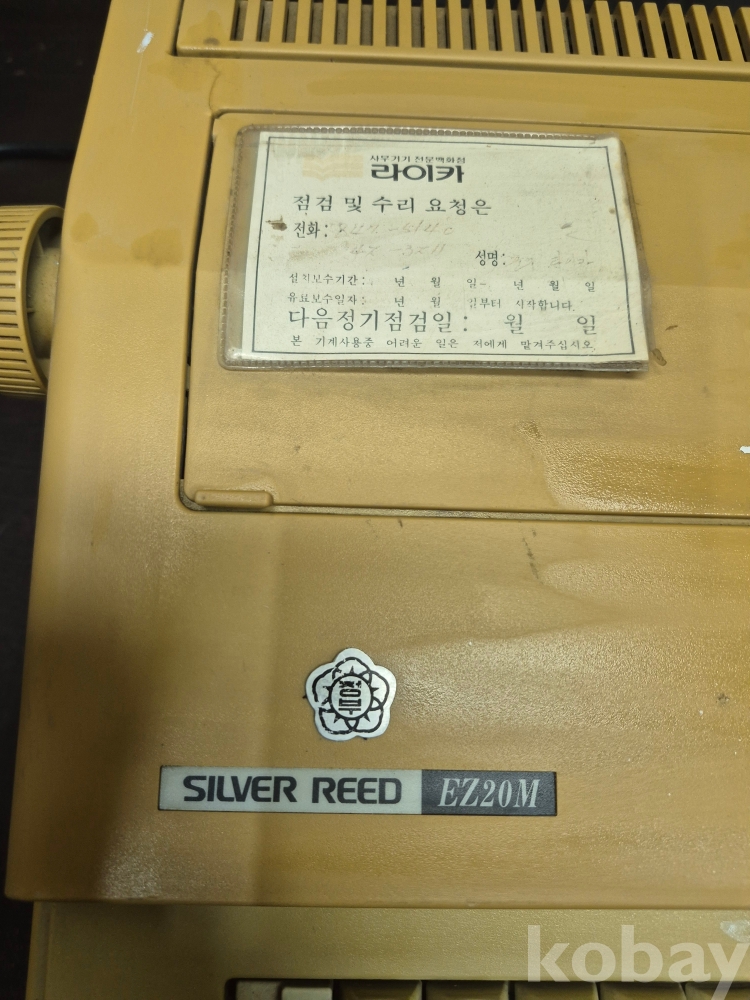 사무기기 전문백화점
라이카
점검 및 수리 요청은
전화:
성명:
설치보수기간: 년 월 일~ 년 월 일
유료보수일자: 년 월 일부터 시작합니다.
다음정기점검일: 월 일
본 기계사용중 어려운 일은 저에게 맡겨주십시오
정부
SILVER REED EZ20M
kobay